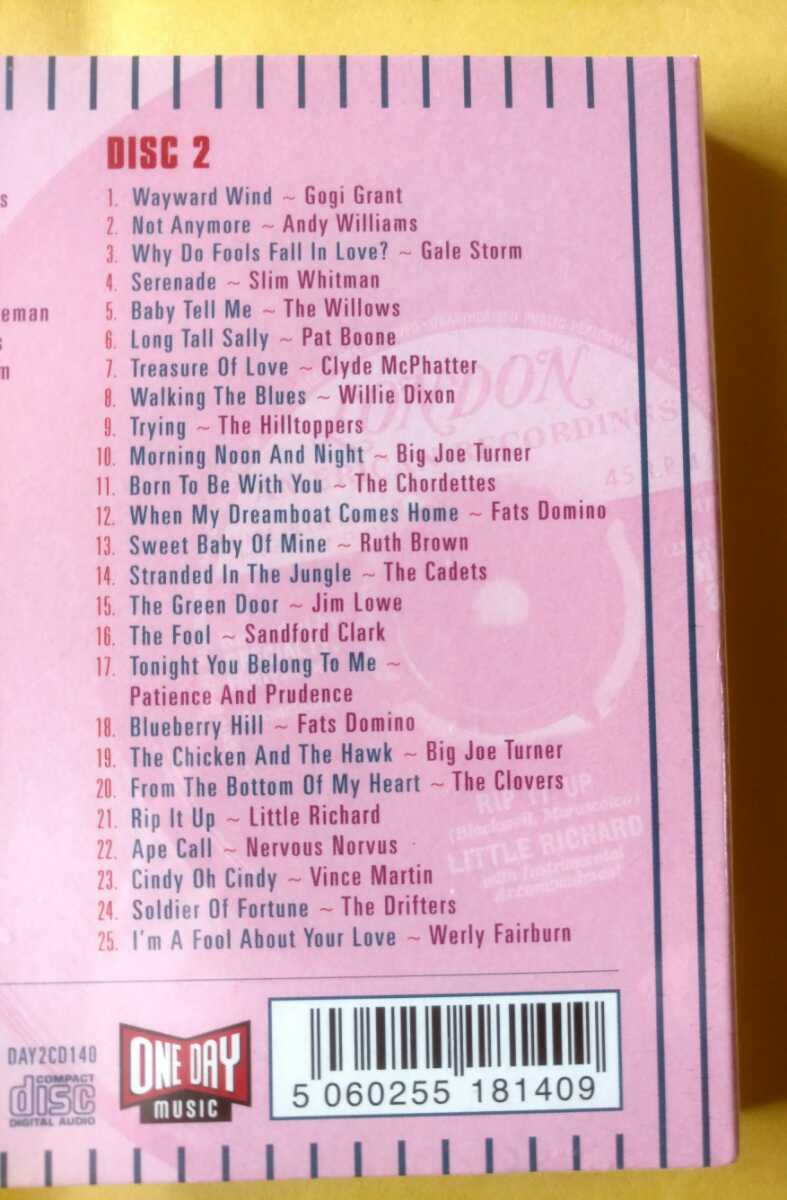 DISC 2
1. Wayward Wind ~ Gogi Grant
2. Not Anymore ~ Andy Williams
3. Why Do Fools Fall In Love? ~ Gale Storm
4. Serenade ~ Slim Whitman
5. Baby Tell Me ~ The Willows
6. Long Tall Sally ~ Pat Boone
7. Treasure Of Love ~ Clyde McPhatter
8. Walking The Blues ~ Willie Dixon
9. Trying ~ The Hilltoppers
10. Morning Noon And Night ~ Big Joe Turner
11. Born To Be With You ~ The Chordettes
12. When My Dreamboat Comes Home ~ Fats Domino
13. Sweet Baby Of Mine ~ Ruth Brown
14. Stranded In The Jungle ~ The Cadets
15. The Green Door ~ Jim Lowe
16. The Fool ~ Sandford Clark
17. Tonight You Belong To Me ~
Patience And Prudence
18. Blueberry Hill ~ Fats Domino
19. The Chicken And The Hawk ~ Big Joe Turner
20. From The Bottom Of My Heart ~ The Clovers
21. Rip It Up ~ Little Richard
22. Ape Call ~ Nervous Norvus
23. Cindy Oh Cindy ~ Vince Martin
24. Soldier Of Fortune ~ The Drifters
25. I'm A Fool About Your Love ~ Werly Fairburn
s
eman
s
m
LONDON
RECORDINGS
45 R.P.M
RIP IT UP
LITTLE RICHARD
with Instrumental
Accompaniment
DAY2CD140
COMPACT
disc
DIGITAL AUDIO
ONE DAY
MUSIC
5 060255 181409